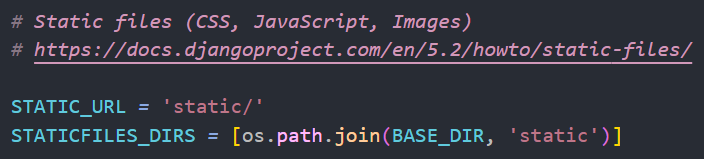 # Static files (CSS, JavaScript, Images)
# https://docs.djangoproject.com/en/5.2/howto/static-files/
STATIC_URL = 'static/'
STATICFILES_DIRS = [os.path.join(BASE_DIR, 'static')]